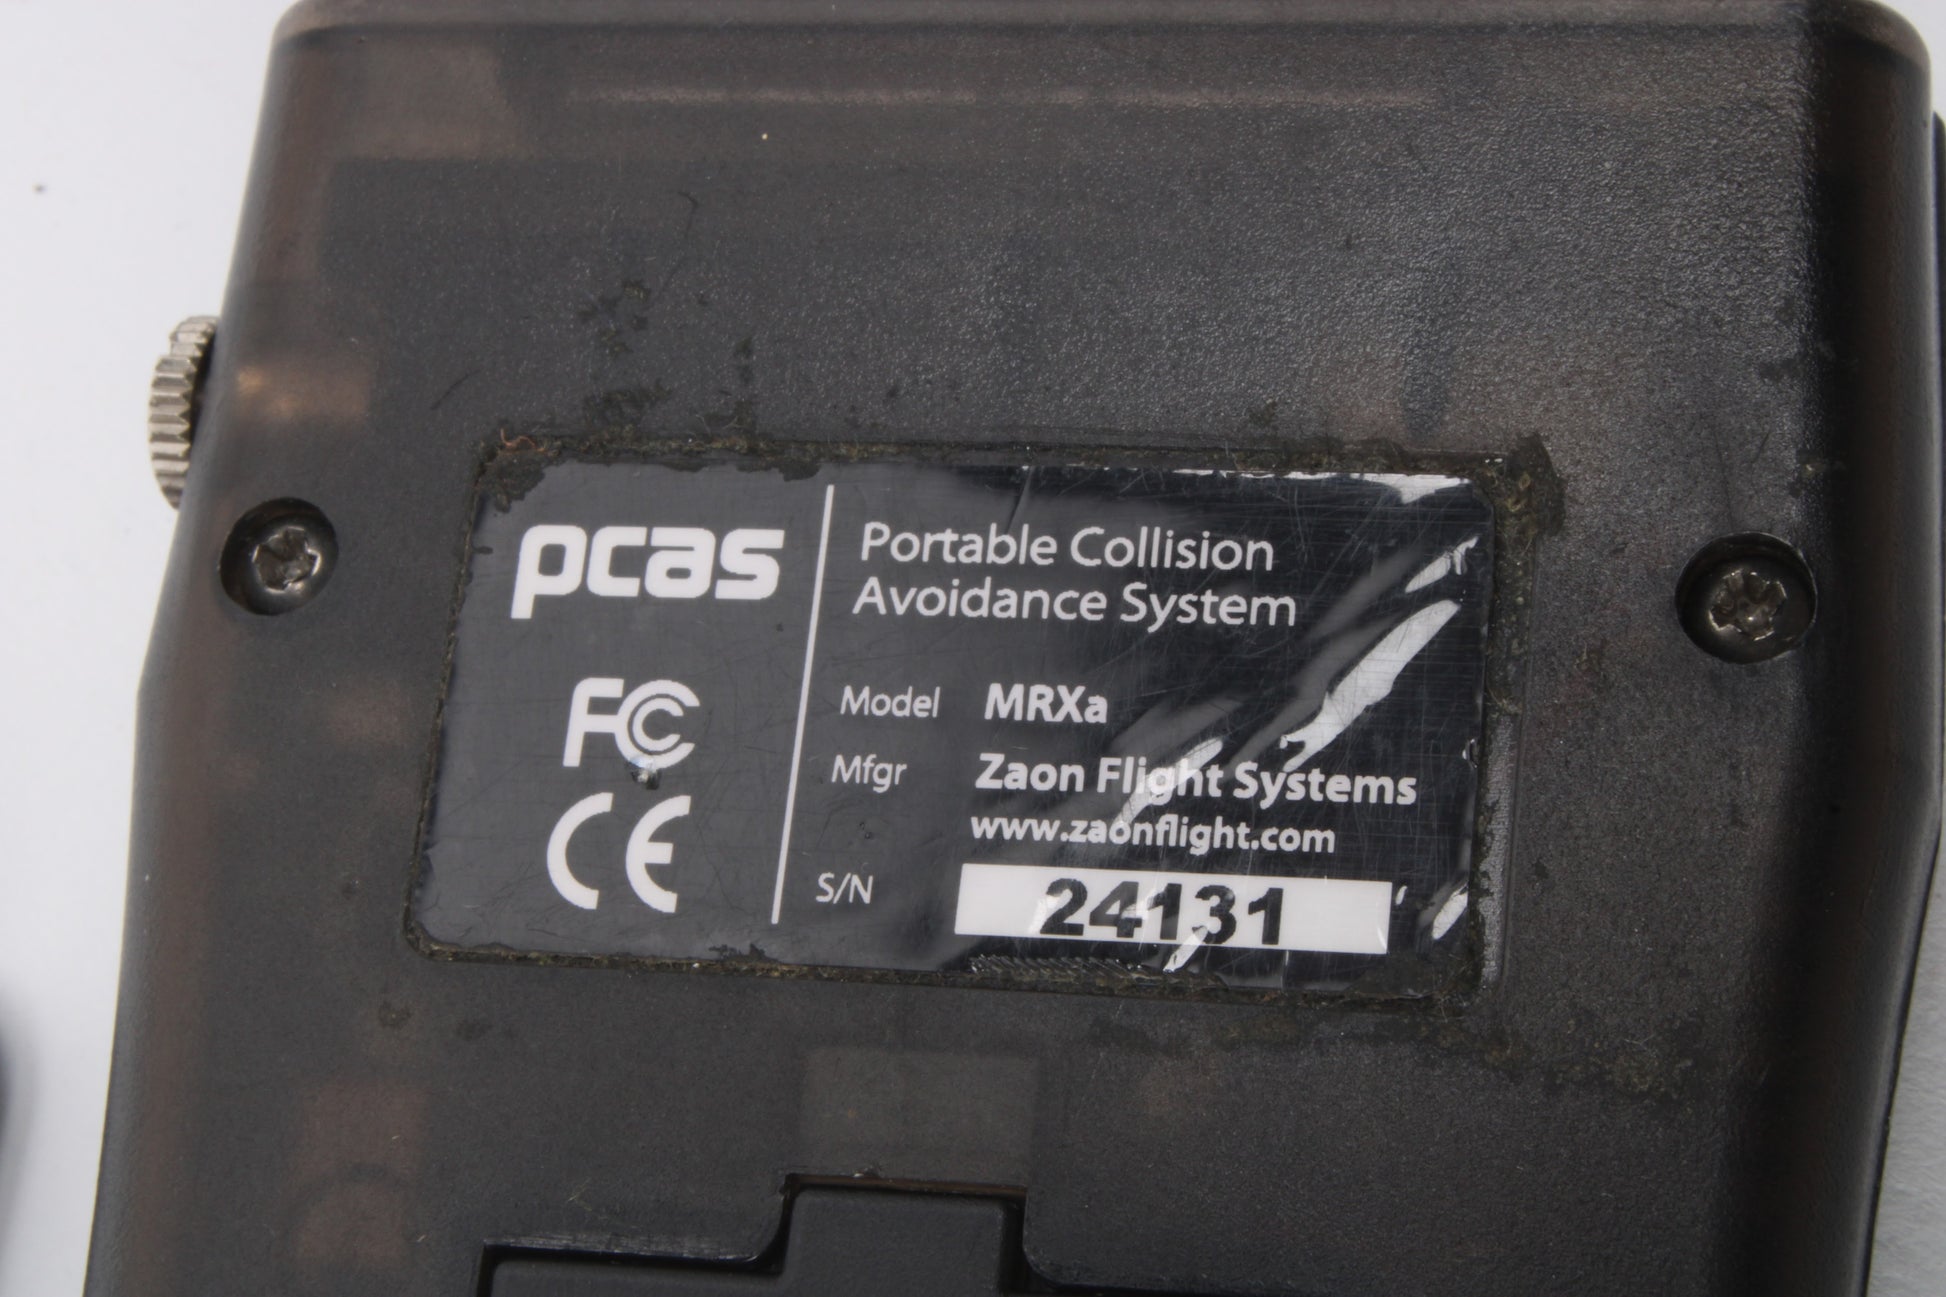 pcas
Portable Collision
Avoidance System
FC
CE
Model MRXa
Mfgr Zaon Flight Systems
www.zaonflight.com
S/N 24131